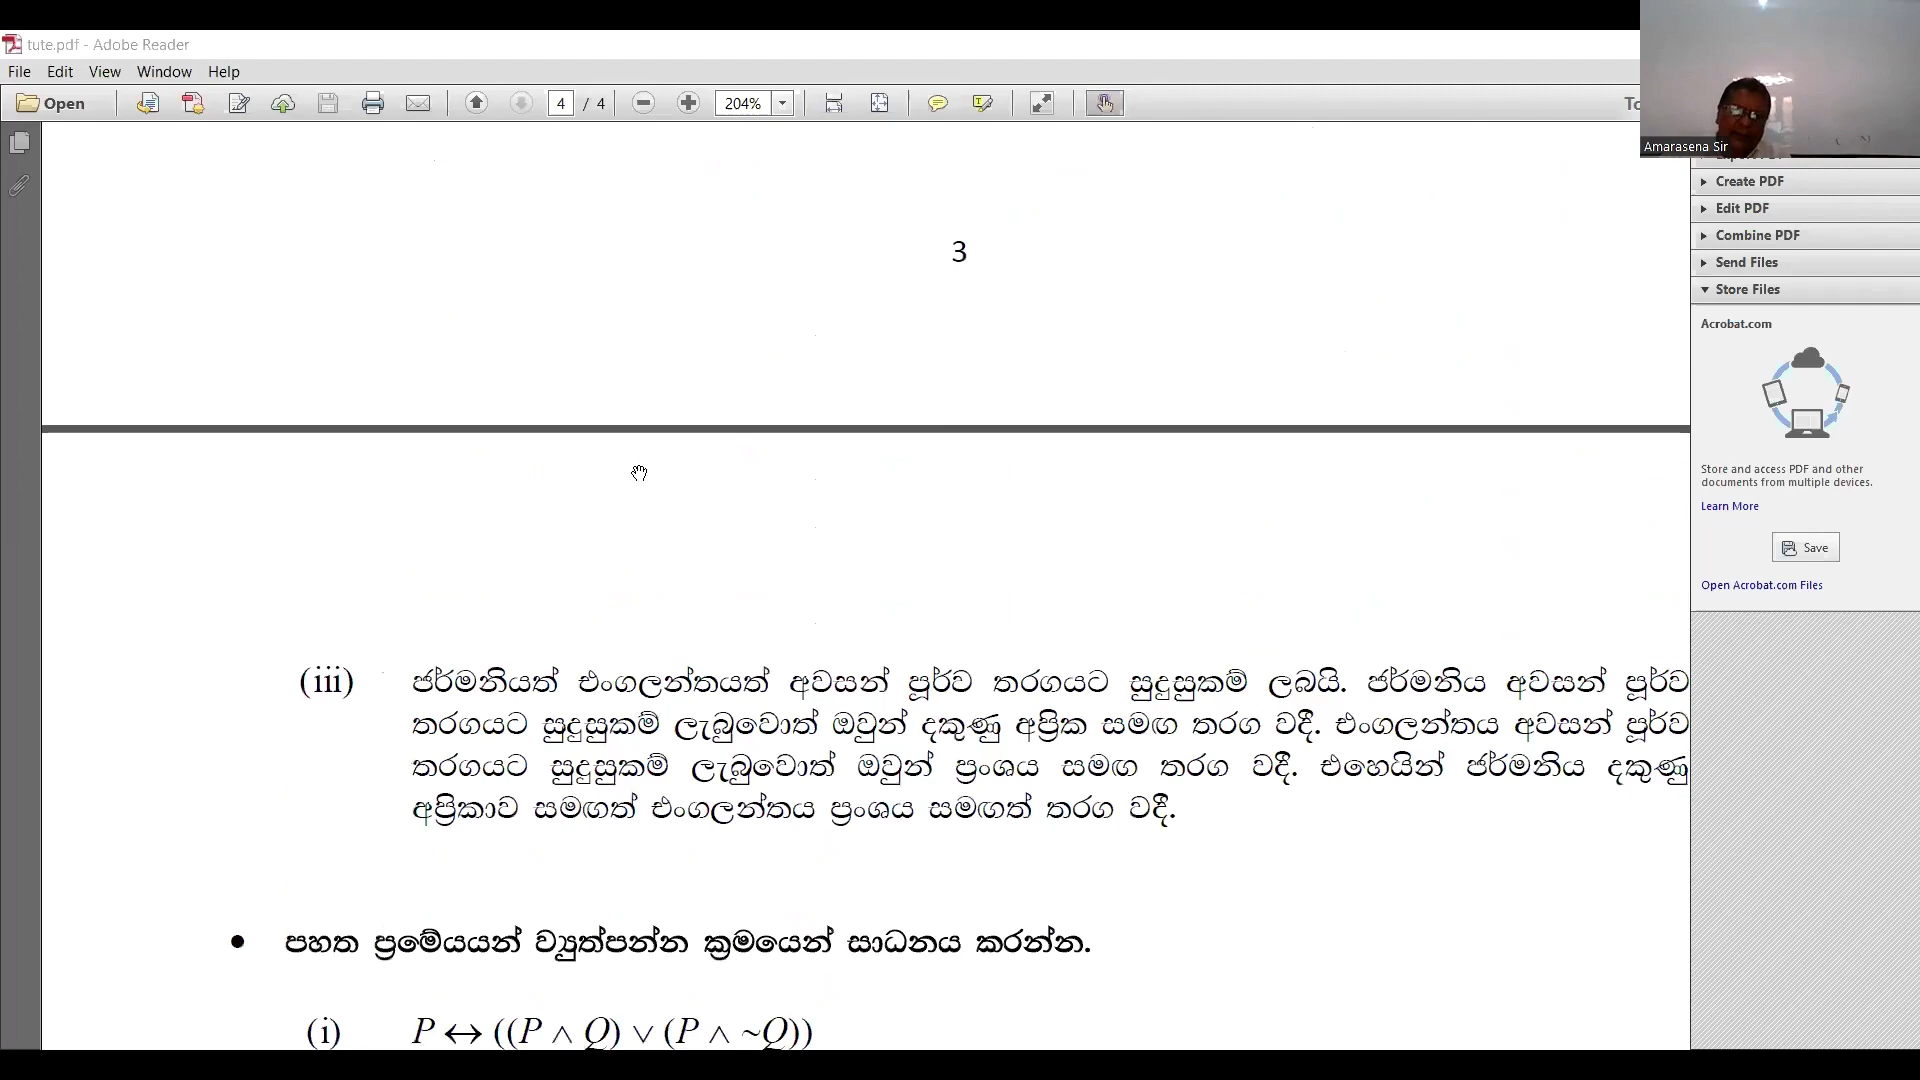 tute.pdf - Adobe Reader
File Edit View Window Help
Open 4 / 4 204%
Amarasena Sir
Create PDF
Edit PDF
Combine PDF
Send Files
Store Files
Acrobat.com
Store and access PDF and other
documents from multiple devices.
Learn More
Save
Open Acrobat.com Files
3
(iii) ජර්මනියත් එංගලන්තයත් අවසන් පූර්ව තරගයට සුදුසුකම් ලබයි. ජර්මනිය අවසන් පූර්ව
තරගයට සුදුසුකම් ලැබුවොත් ඔවුන් දකුණු අප්‍රික සමඟ තරග වදී. එංගලන්තය අවසන් පූර්ව
තරගයට සුදුසුකම් ලැබුවොත් ඔවුන් ප්‍රංශය සමඟ තරග වදී. එහෙයින් ජර්මනිය දකුණු
අප්‍රිකාව සමඟත් එංගලන්තය ප්‍රංශය සමඟත් තරග වදී.
• පහත ප්‍රමේයයන් ව්‍යුත්පන්න ක්‍රමයෙන් සාධනය කරන්න.
(i) P ↔ ((P ∧ Q) ∨ (P ∧ ~Q))